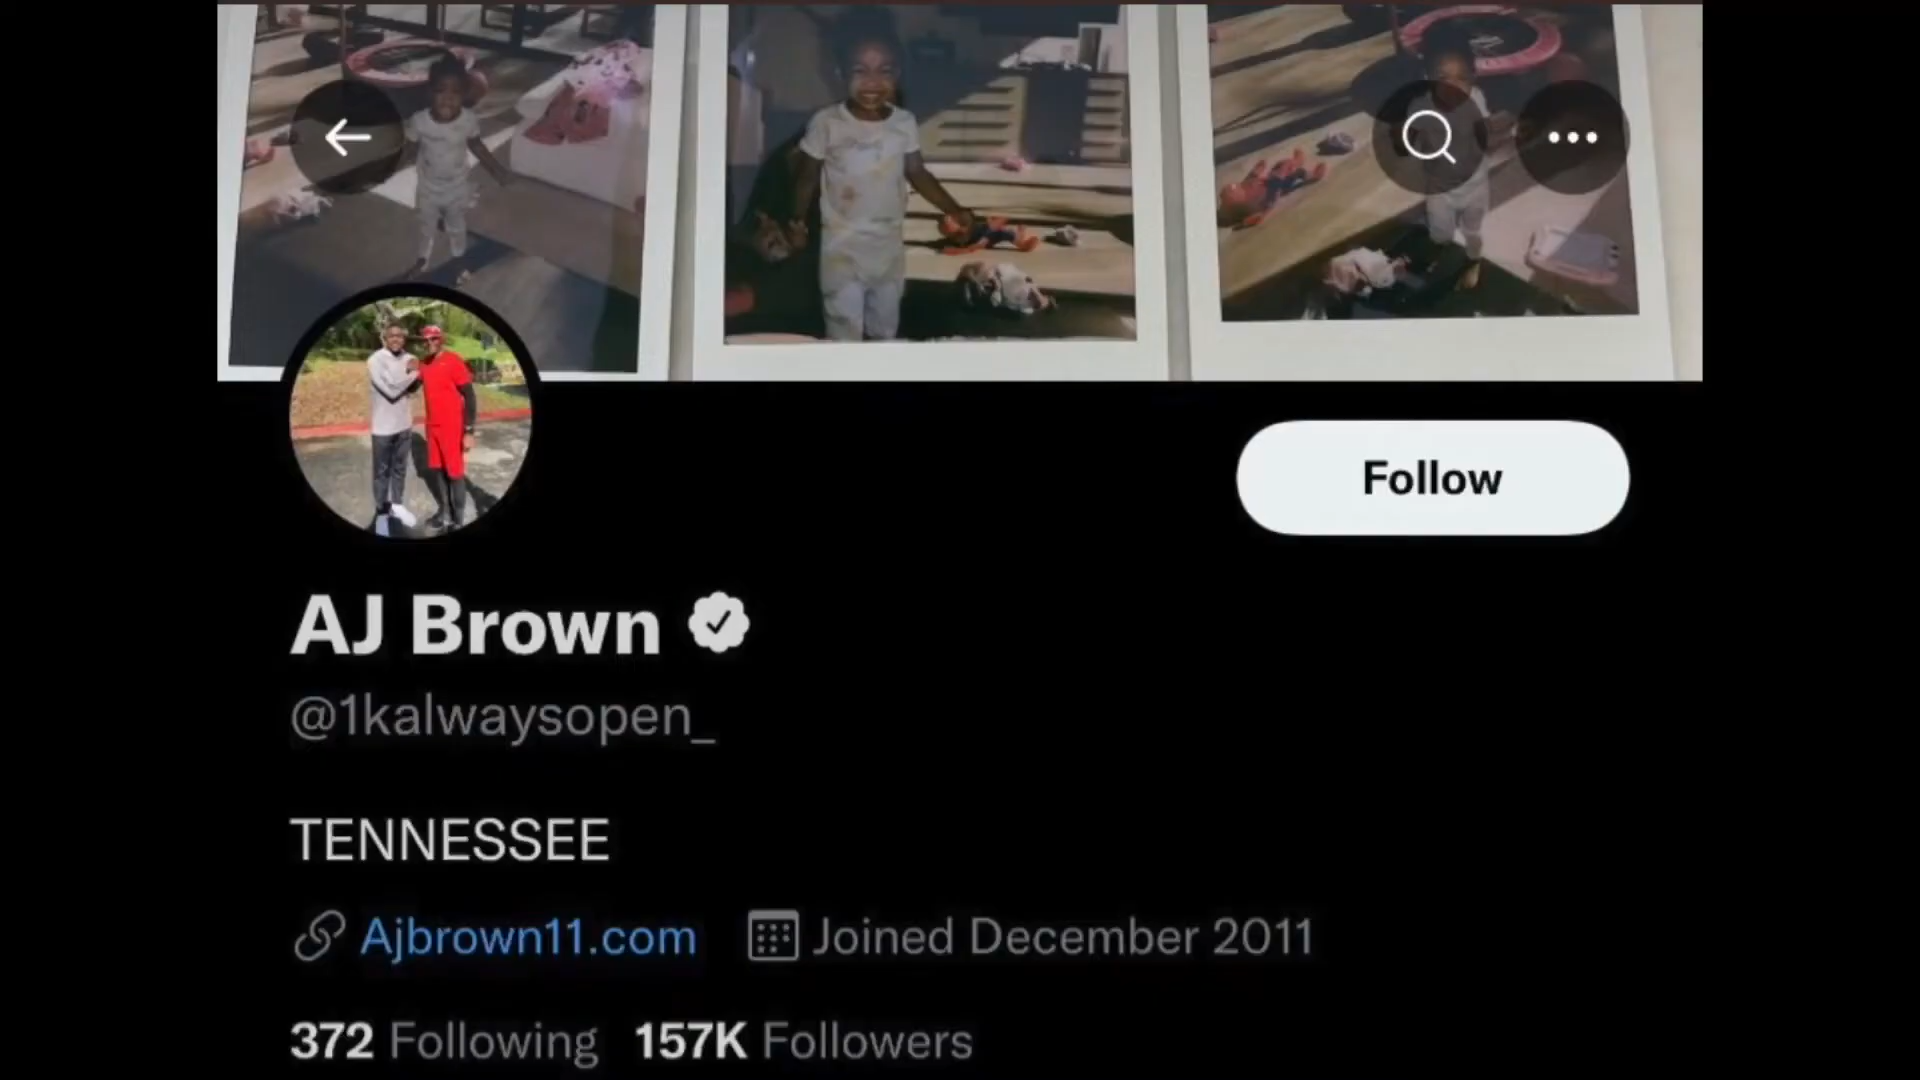 Follow
AJ Brown
@1kalwaysopen_
TENNESSEE
Ajbrown11.com Joined December 2011
372 Following 157K Followers